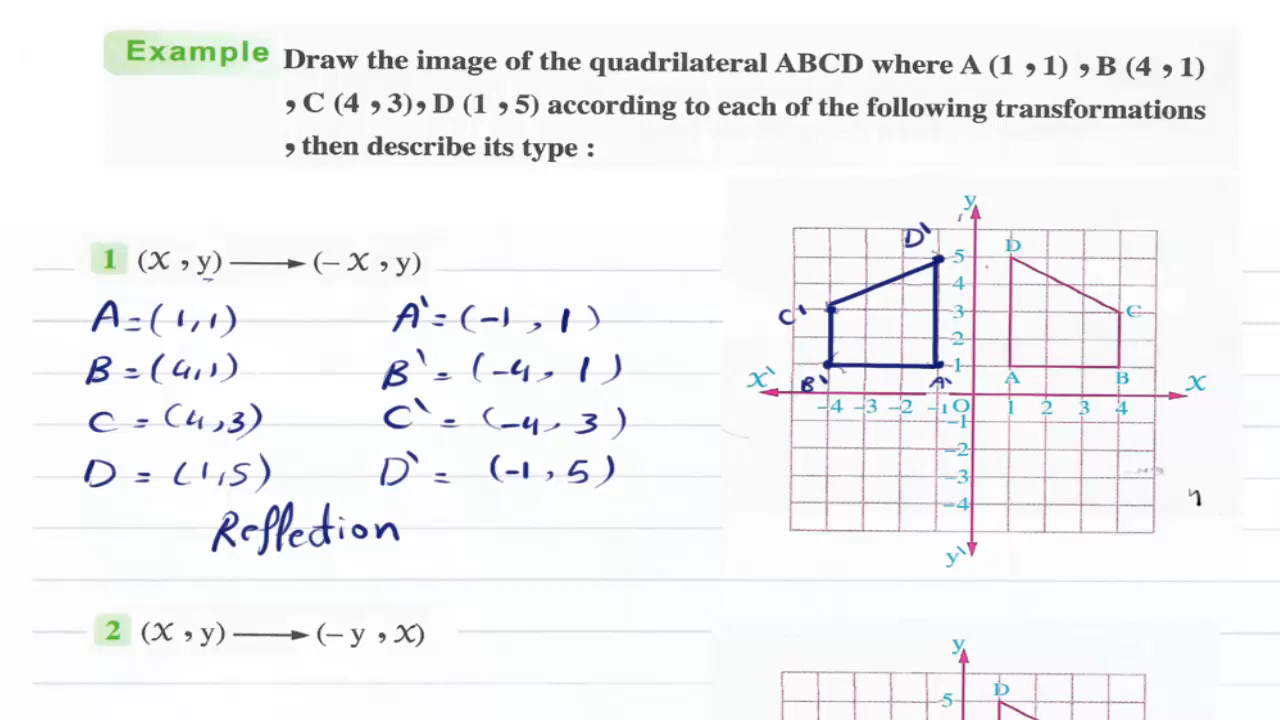 Example Draw the image of the quadrilateral ABCD where A (1 , 1) , B (4 , 1)
, C (4 , 3) , D (1 , 5) according to each of the following transformations
, then describe its type :
1 (X , y) ⟶ (– X , y)
A = (1,1) A` = (-1 , 1)
B = (4,1) B` = (-4 , 1)
C = (4,3) C` = (-4 , 3)
D = (1,5) D` = (-1 , 5)
Reflection
y
D` 5 D
4
C` 3 C
2
1
B` A` A B
X` X
–4 –3 –2 –1 O 1 2 3 4
–1
–2
–3
–4
y`
2 (X , y) ⟶ (– y , X)
y
5 D